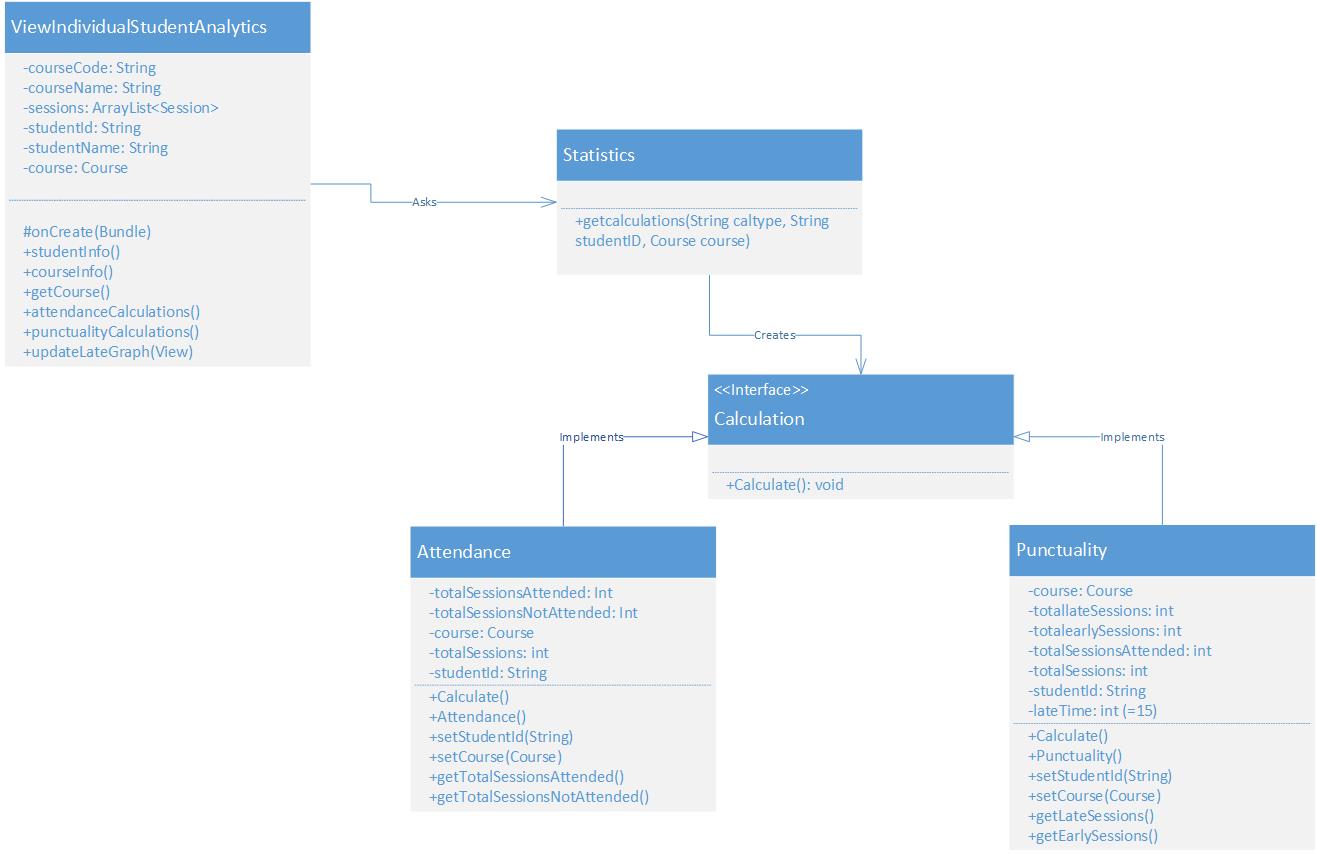 ViewIndividualStudentAnalytics
-courseCode: String
-courseName: String
-sessions: ArrayList<Session>
-studentId: String
-studentName: String
-course: Course
#onCreate(Bundle)
+studentInfo()
+courseInfo()
+getCourse()
+attendanceCalculations()
+punctualityCalculations()
+updateLateGraph(View)
Asks
Statistics
+getcalculations(String caltype, String
studentID, Course course)
Creates
<<Interface>>
Calculation
+Calculate(): void
Implements
Implements
Attendance
-totalSessionsAttended: Int
-totalSessionsNotAttended: Int
-course: Course
-totalSessions: int
-studentId: String
+Calculate()
+Attendance()
+setStudentId(String)
+setCourse(Course)
+getTotalSessionsAttended()
+getTotalSessionsNotAttended()
Punctuality
-course: Course
-totallateSessions: int
-totalearlySessions: int
-totalSessionsAttended: int
-totalSessions: int
-studentId: String
-lateTime: int (=15)
+Calculate()
+Punctuality()
+setStudentId(String)
+setCourse(Course)
+getLateSessions()
+getEarlySessions()